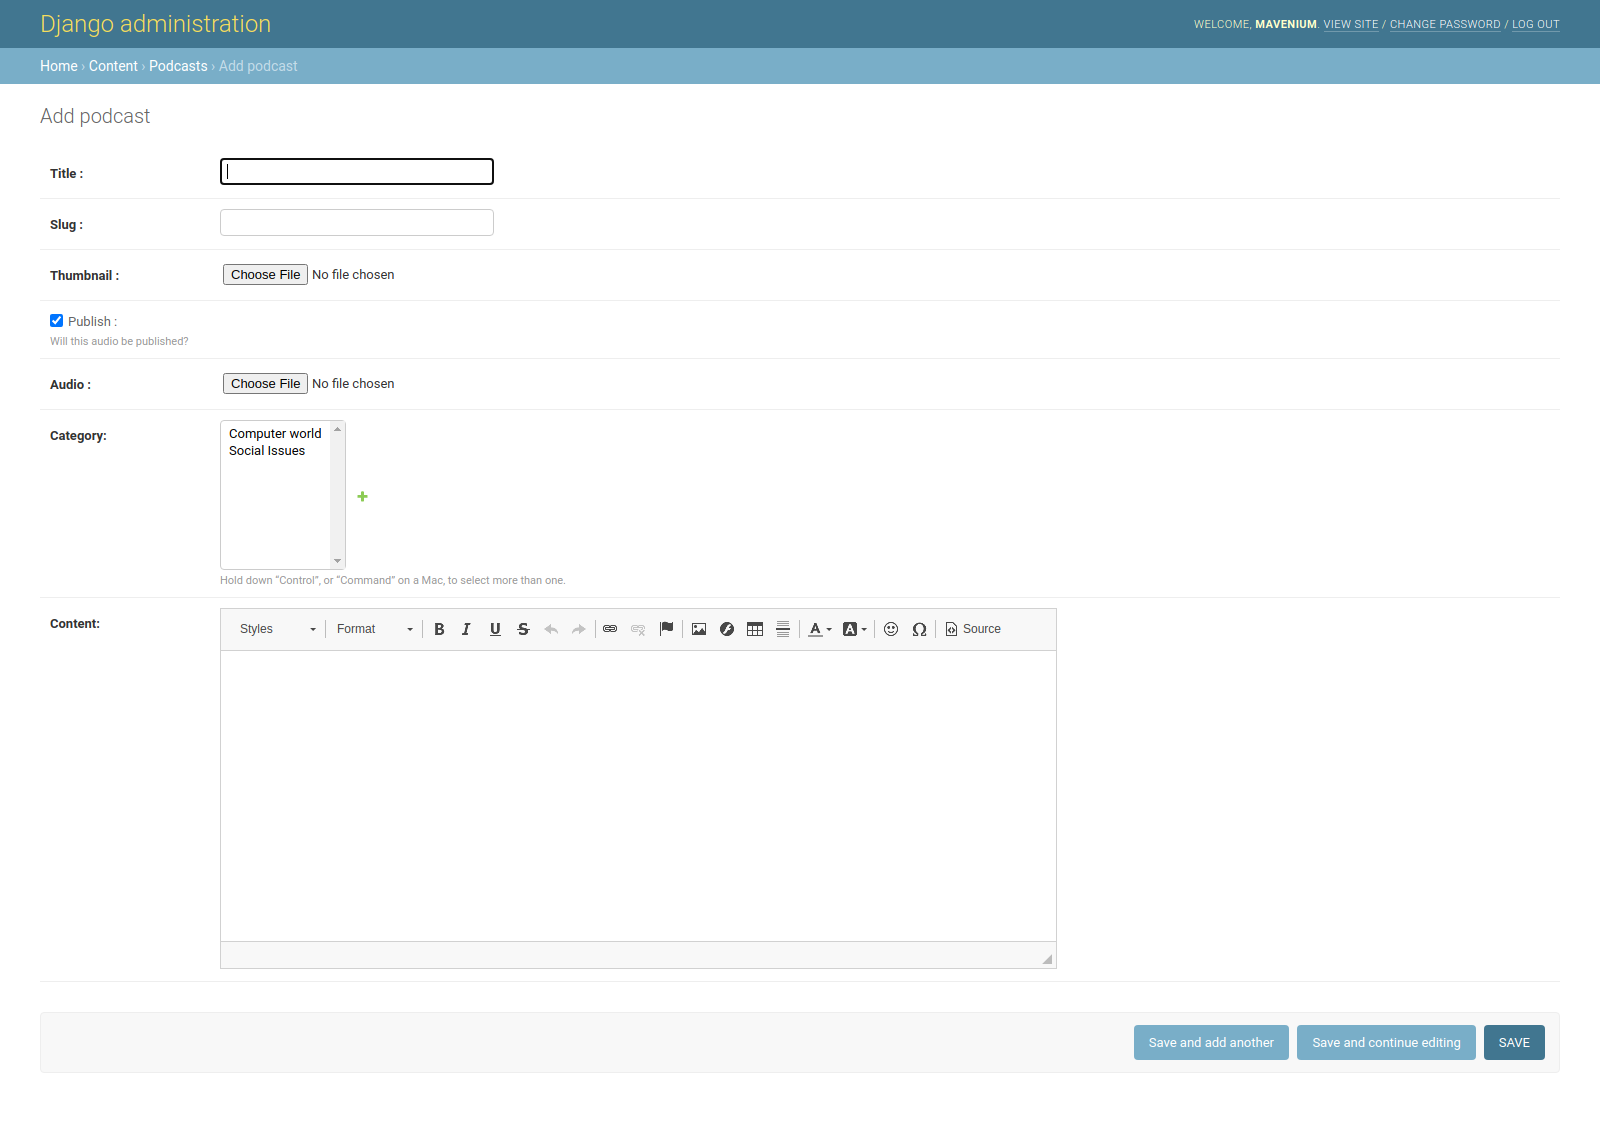 Django administration
WELCOME, MAVENIUM. VIEW SITE / CHANGE PASSWORD / LOG OUT
Home › Content › Podcasts › Add podcast
Add podcast
Title :
Slug :
Thumbnail :
Choose File No file chosen
Publish :
Will this audio be published?
Audio :
Choose File No file chosen
Category:
Computer world
Social Issues
Hold down “Control”, or “Command” on a Mac, to select more than one.
Content:
Styles Format B I U S A A Ω Source
Save and add another Save and continue editing SAVE